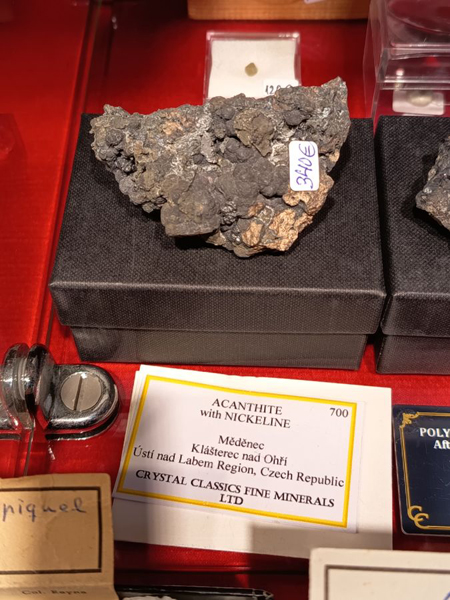 340€
ACANTHITE 700
with NICKELINE
Měděnec
Klášterec nad Ohří
Ústí nad Labem Region, Czech Republic
CRYSTAL CLASSICS FINE MINERALS
LTD
POLY
Aft
piquel